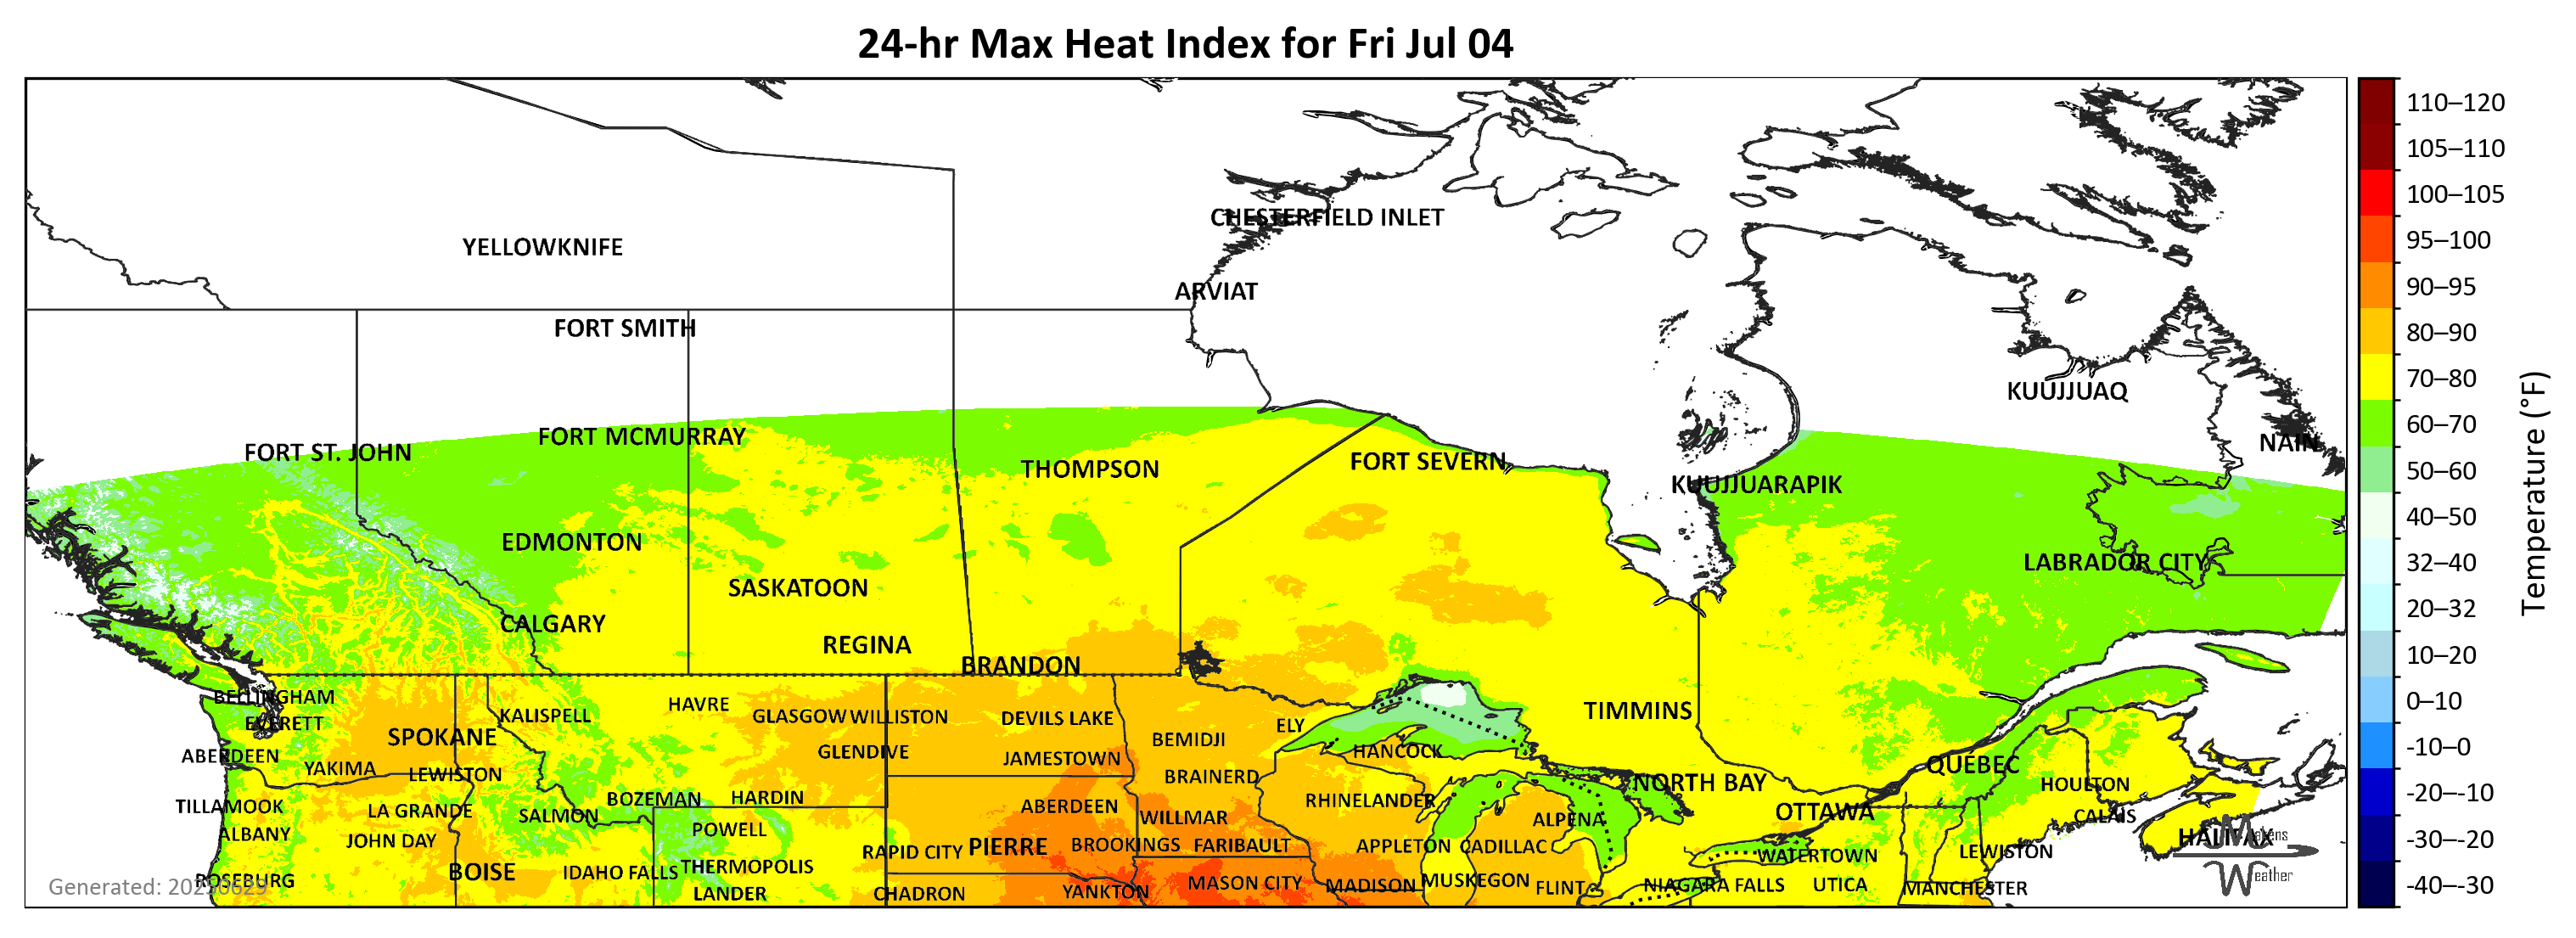 24-hr Max Heat Index for Fri Jul 04
CHESTERFIELD INLET
YELLOWKNIFE
ARVIAT
FORT SMITH
KUUJJUAQ
FORT MCMURRAY
NAIN
FORT ST. JOHN
FORT SEVERN
THOMPSON
KUUJJUARAPIK
EDMONTON
LABRADOR CITY
SASKATOON
CALGARY
REGINA
BRANDON
BELLINGHAM
HAVRE
TIMMINS
KALISPELL
GLASGOW
WILLISTON
DEVILS LAKE
EVERETT
ELY
SPOKANE
BEMIDJI
GLENDIVE
HANCOCK
ABERDEEN
JAMESTOWN
QUÉBEC
YAKIMA
LEWISTON
BRAINERD
NORTH BAY
HOULTON
BOZEMAN
HARDIN
RHINELANDER
TILLAMOOK
ABERDEEN
LA GRANDE
SALMON
WILLMAR
OTTAWA
CALAIS
ALPENA
POWELL
ALBANY
HALIFAX
Makens
JOHN DAY
PIERRE
BROOKINGS
FARIBAULT
APPLETON
CADILLAC
RAPID CITY
LEWISTON
WATERTOWN
THERMOPOLIS
BOISE
IDAHO FALLS
Weather
ROSEBURG
MUSKEGON
MASON CITY
MADISON
NIAGARA FALLS
UTICA
FLINT
MANCHESTER
Generated: 20250629
LANDER
CHADRON
YANKTON
110–120
105–110
100–105
95–100
90–95
80–90
70–80
60–70
50–60
40–50
32–40
20–32
10–20
0–10
-10–0
-20–-10
-30–-20
-40–-30
Temperature (°F)